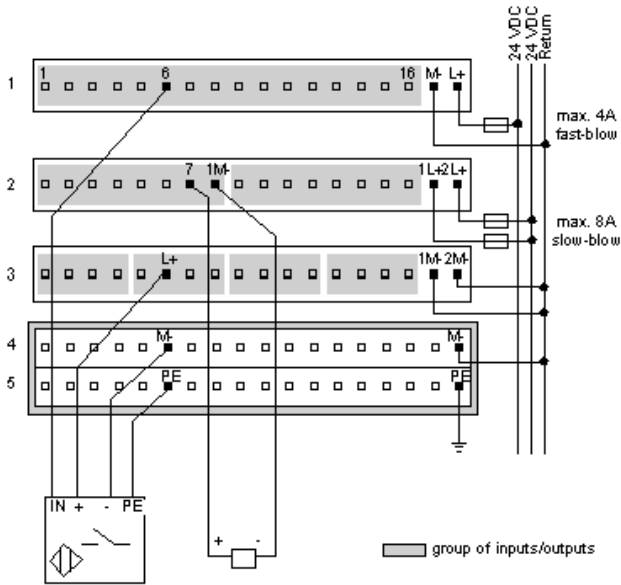 24 VDC
24 VDC
Return
1
1
6
16
M-
L+
max. 4A
fast-blow
2
7
1M-
1L+2L+
max. 8A
slow-blow
3
L+
1M-2M-
4
M-
M-
5
PE
PE
IN + - PE
+ -
group of inputs/outputs